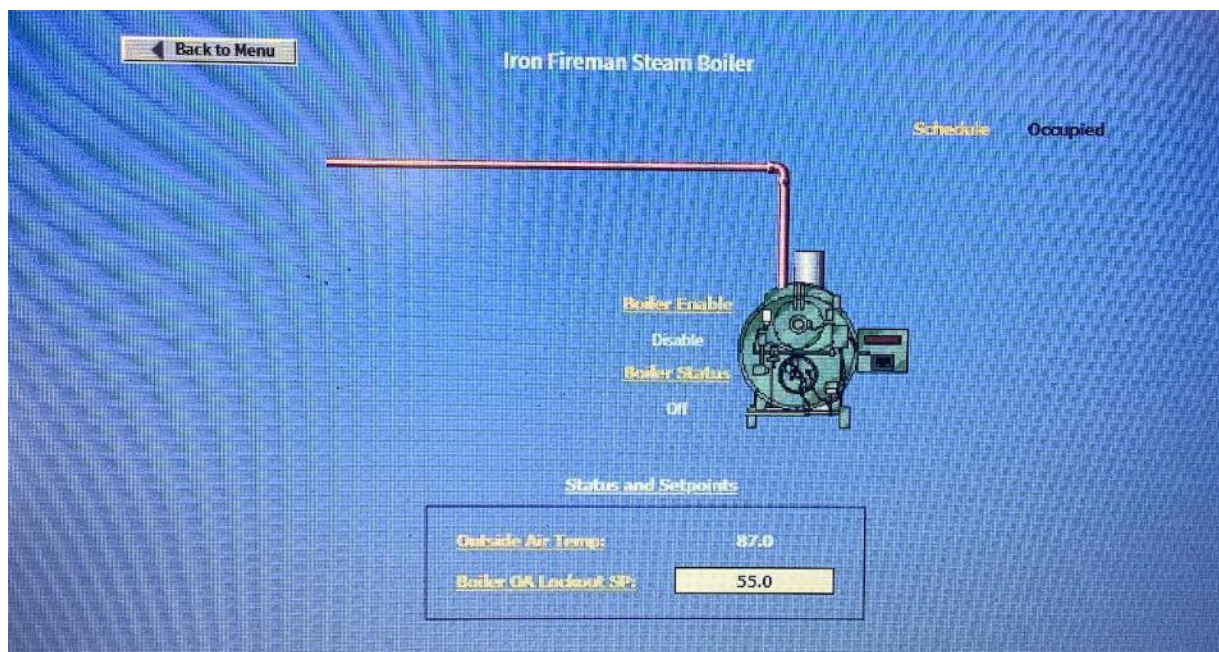 Back to Menu
Iron Fireman Steam Boiler
Schedule Occupied
Boiler Enable
Disable
Boiler Status
Off
Status and Setpoints
Outside Air Temp: 87.0
Boiler OA Lockout SP: 55.0